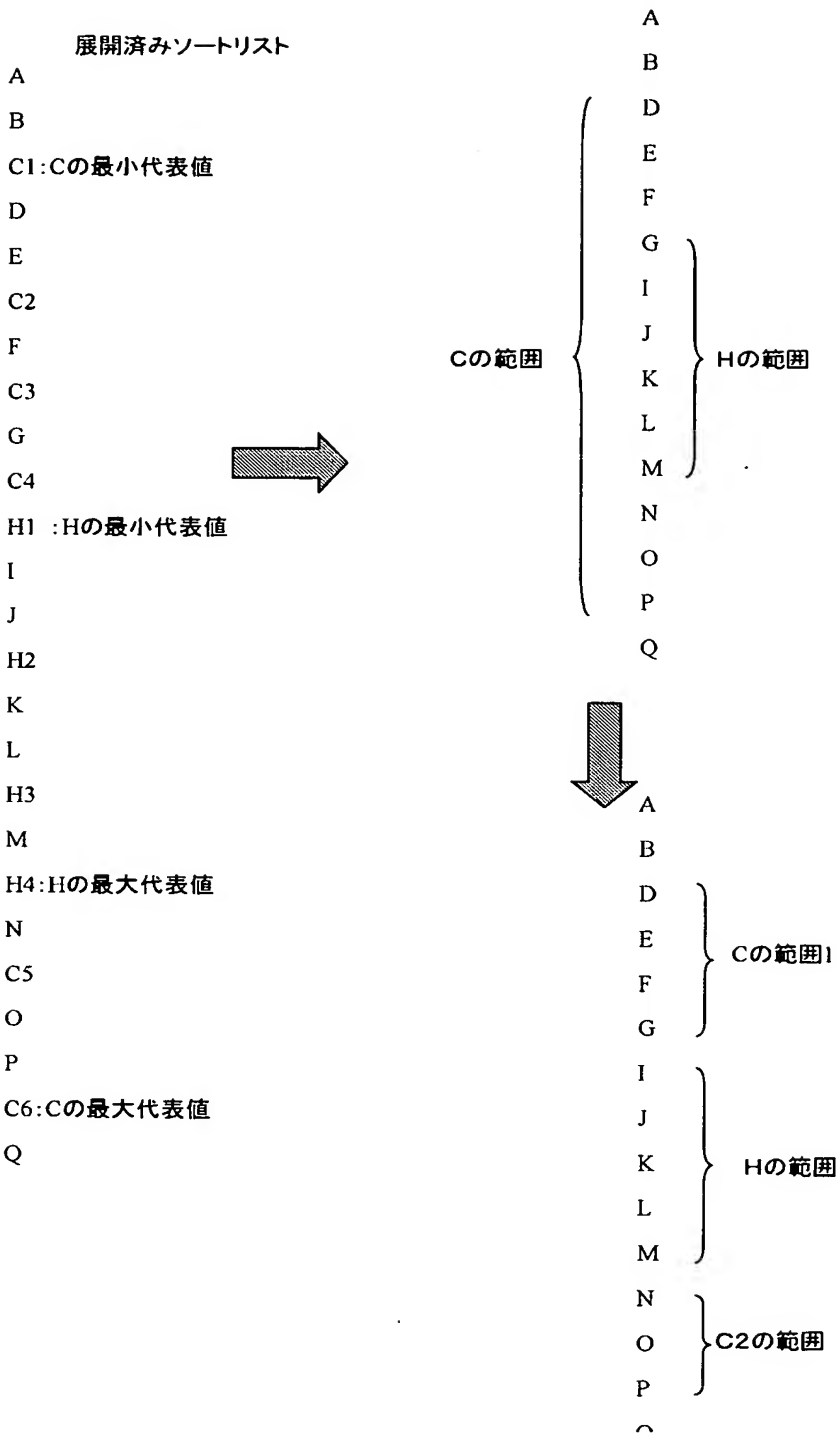 展開済みソートリスト
A
B
C1:Cの最小代表値
D
E
C2
F
C3
G
C4
H1 :Hの最小代表値
I
J
H2
K
L
H3
M
H4:Hの最大代表値
N
C5
O
P
C6:Cの最大代表値
Q
A
B
D
E
F
G
I
J
K
L
M
N
O
P
Q
Cの範囲
Hの範囲
A
B
D
E
F
G
I
J
K
L
M
N
O
P
Cの範囲1
Hの範囲
C2の範囲